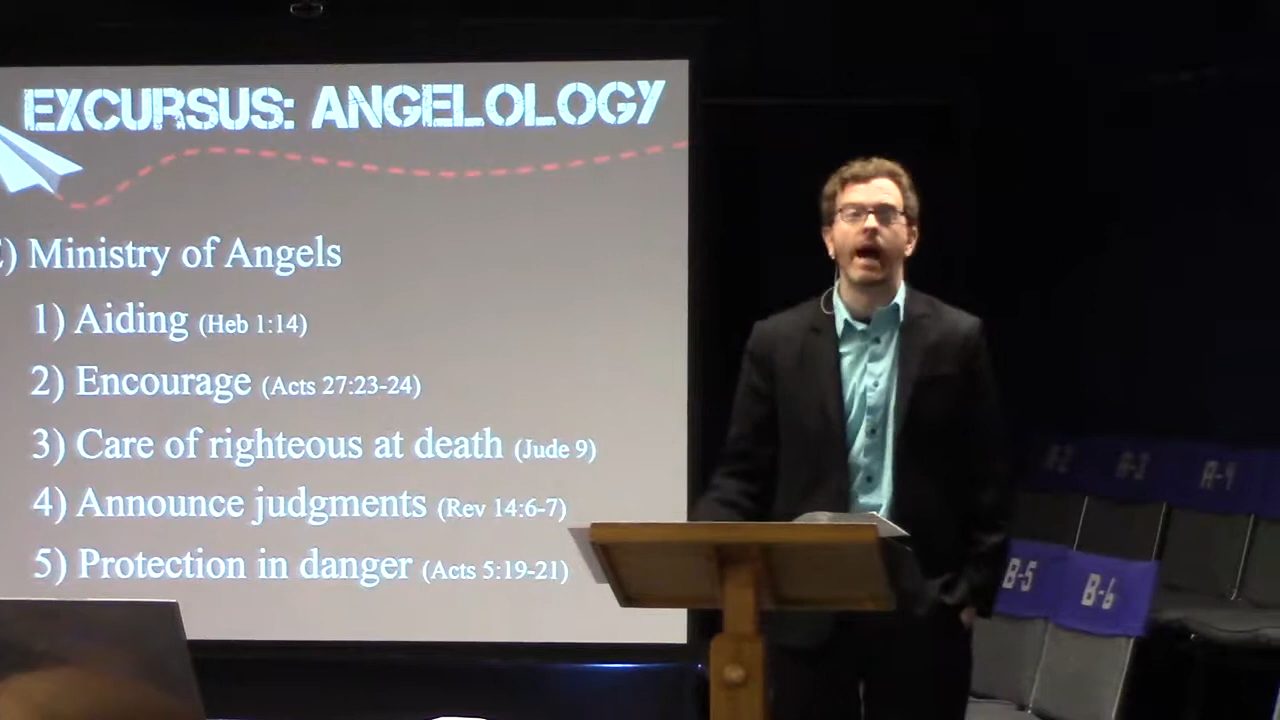 EXCURSUS: ANGELOLOGY
) Ministry of Angels
1) Aiding (Heb 1:14)
2) Encourage (Acts 27:23-24)
3) Care of righteous at death (Jude 9)
4) Announce judgments (Rev 14:6-7)
5) Protection in danger (Acts 5:19-21)
A-2 A-3 A-4
B-5 B-6